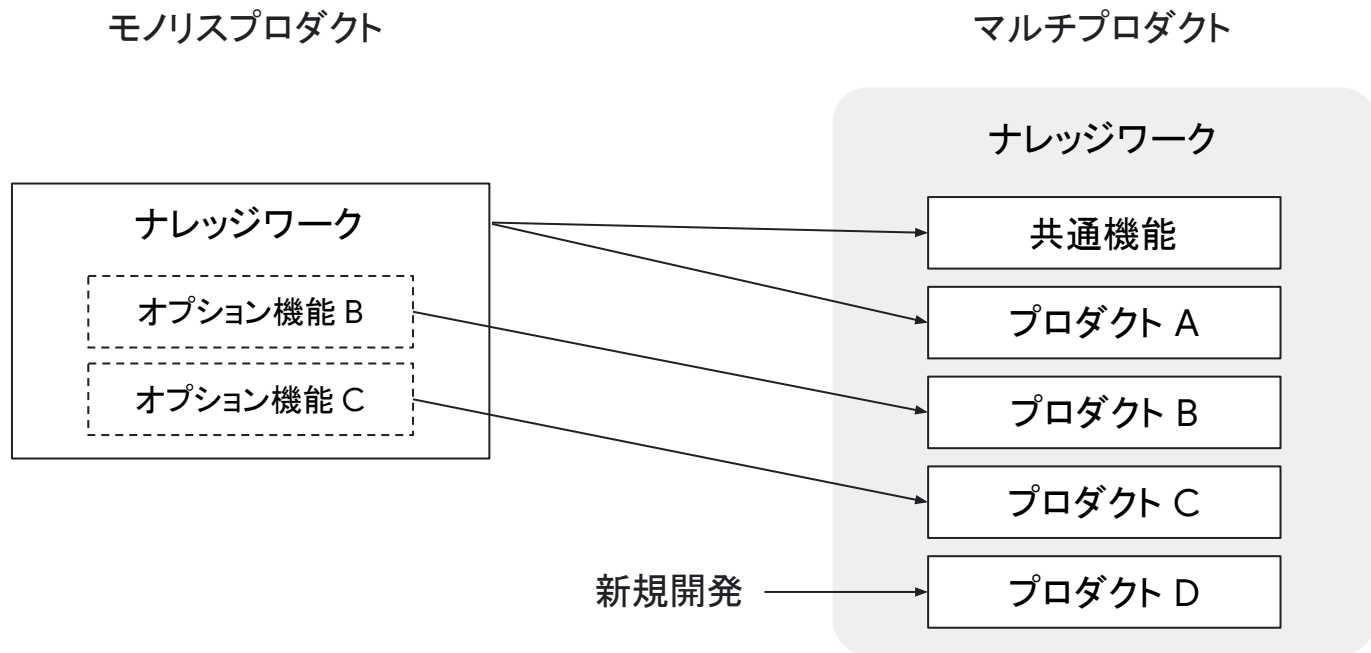 モノリスプロダクト
マルチプロダクト
ナレッジワーク
オプション機能 B
オプション機能 C
ナレッジワーク
共通機能
プロダクト A
プロダクト B
プロダクト C
新規開発
プロダクト D